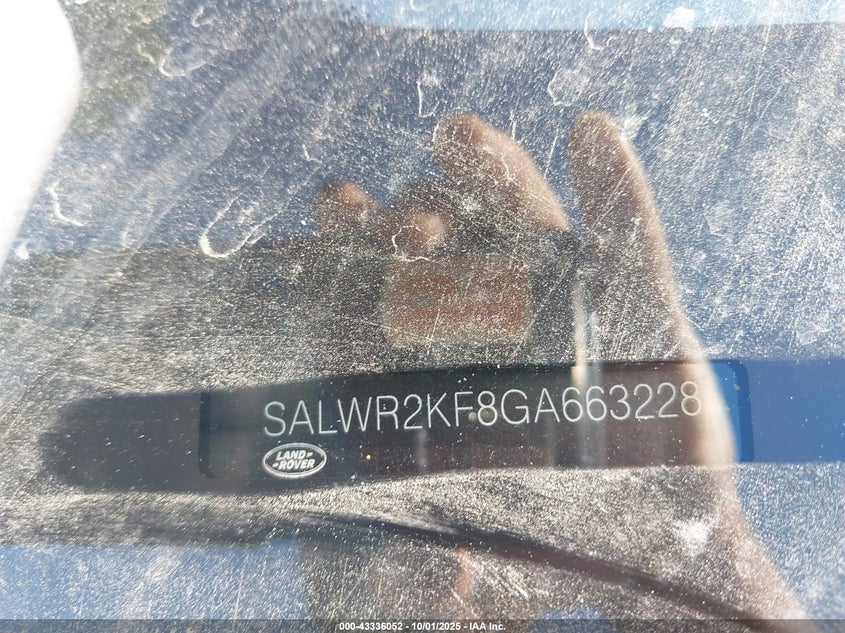 SALWR2KF8GA663228
LAND-
-ROVER
000-43336052 - 10/01/2025 - IAA Inc.